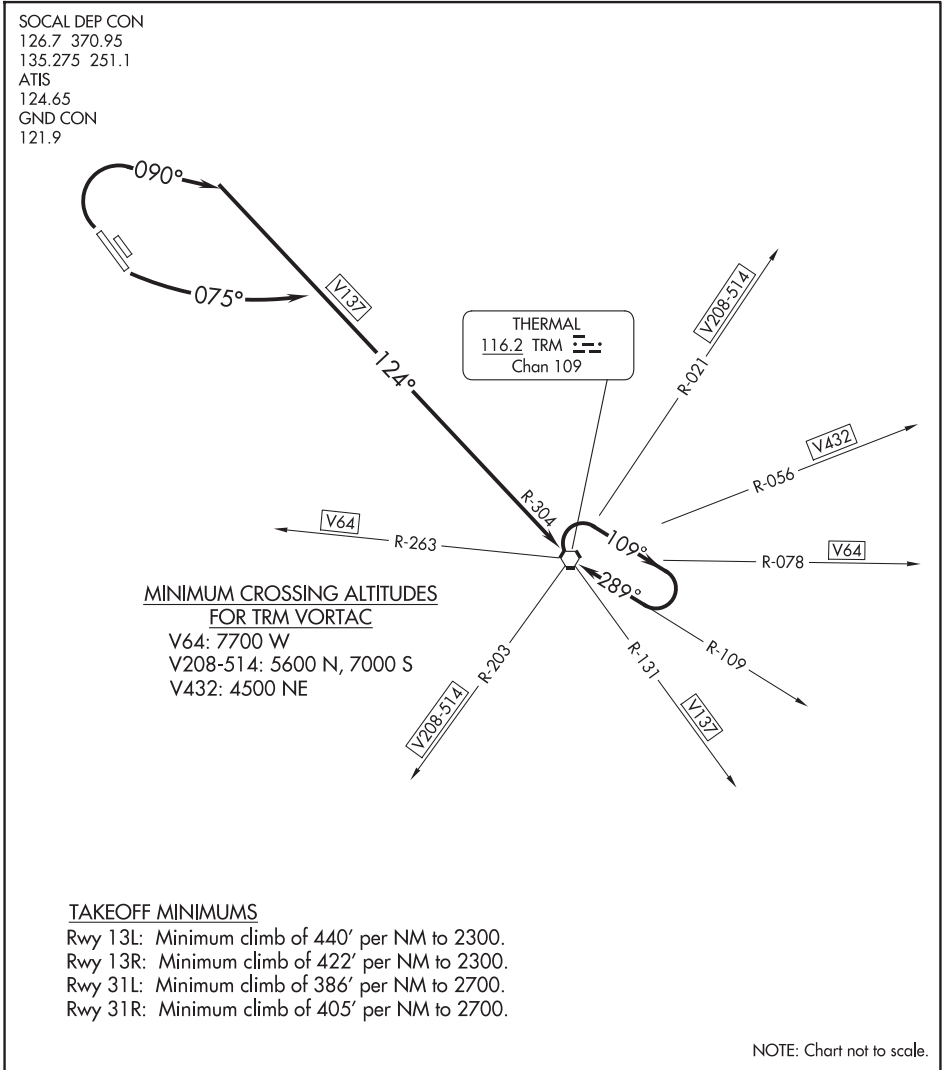 SOCAL DEP CON
126.7 370.95
135.275 251.1
ATIS
124.65
GND CON
121.9
090°
075°
V137
124°
THERMAL
116.2 TRM
Chan 109
V208-514
R-021
V432
R-056
R-304
V64
R-263
109°
R-078
V64
289°
MINIMUM CROSSING ALTITUDES
FOR TRM VORTAC
V64: 7700 W
V208-514: 5600 N, 7000 S
V432: 4500 NE
R-203
V208-514
R-131
V137
R-109
TAKEOFF MINIMUMS
Rwy 13L: Minimum climb of 440' per NM to 2300.
Rwy 13R: Minimum climb of 422' per NM to 2300.
Rwy 31L: Minimum climb of 386' per NM to 2700.
Rwy 31R: Minimum climb of 405' per NM to 2700.
NOTE: Chart not to scale.